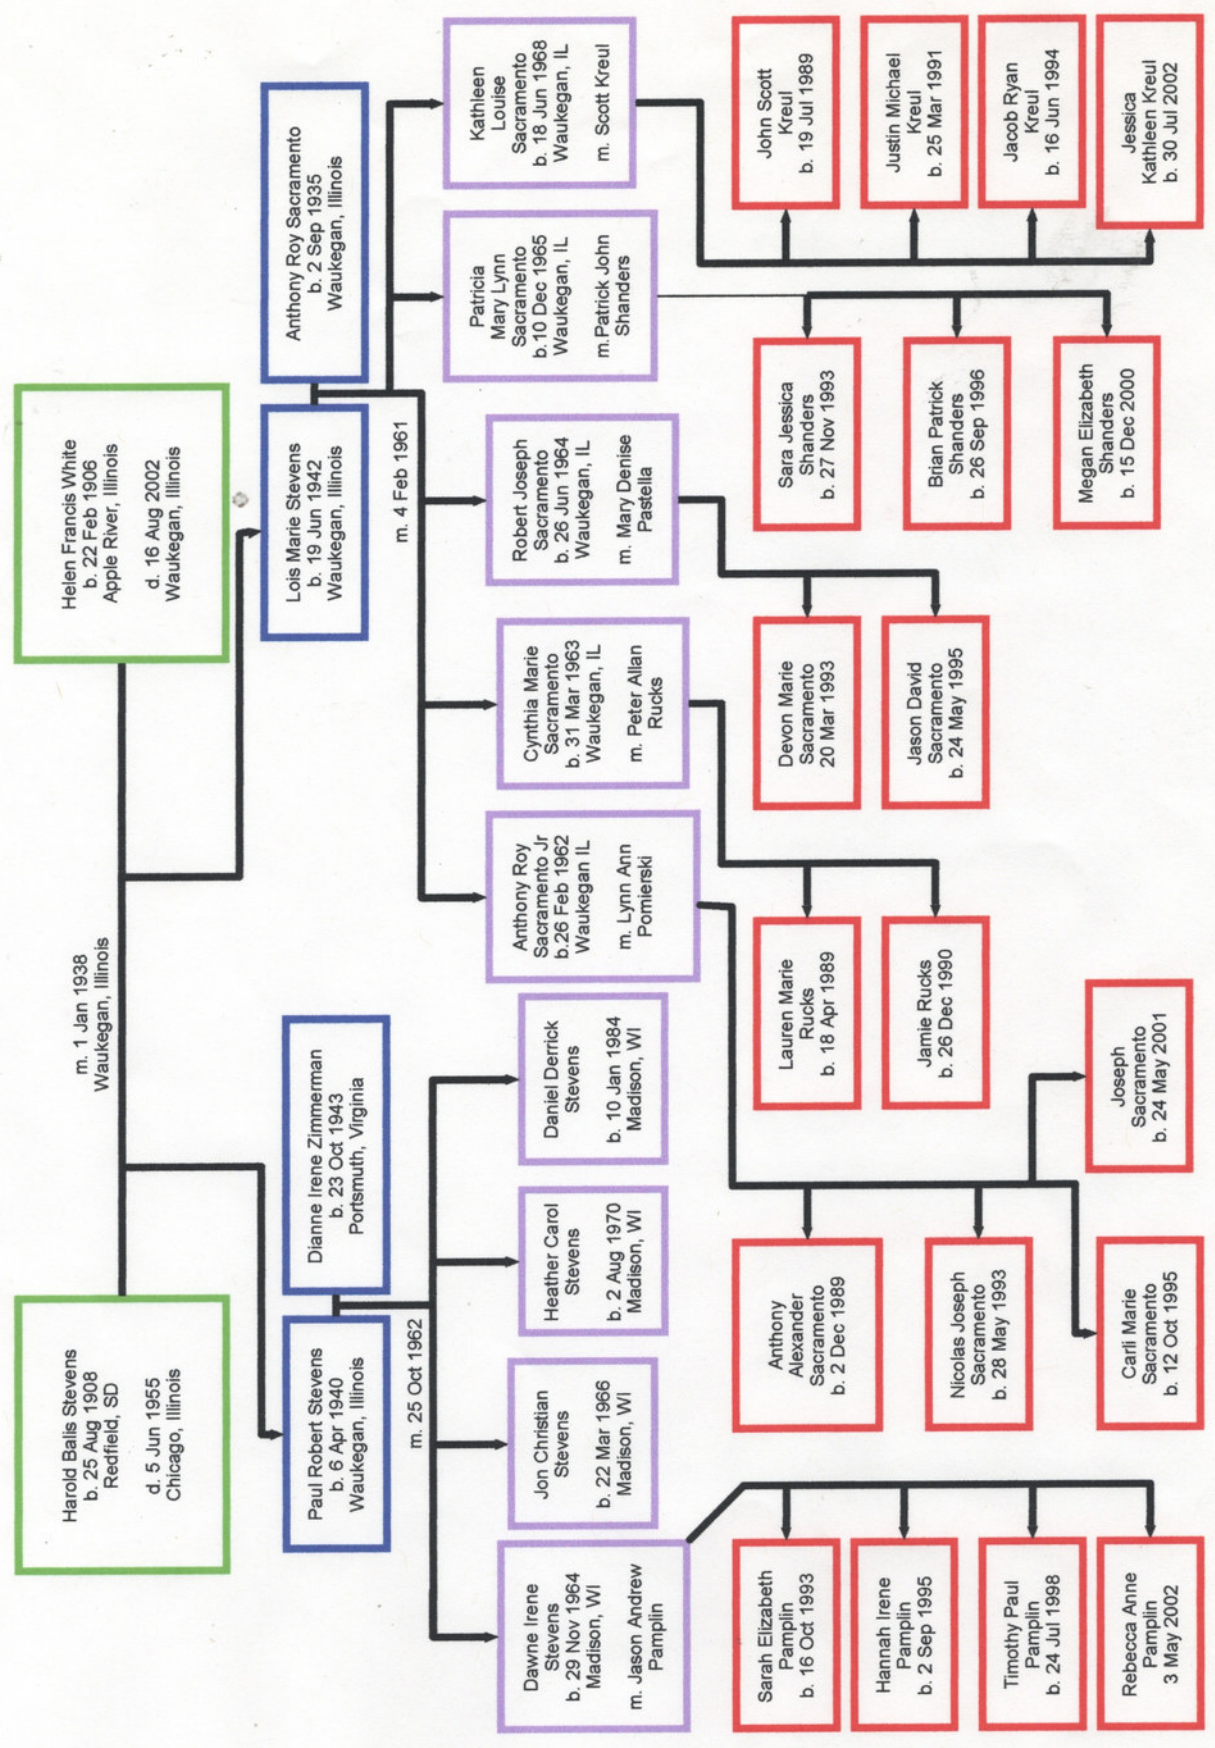 Harold Balis Stevens
b. 25 Aug 1908
Redfield, SD
d. 5 Jun 1955
Chicago, Illinois
m. 1 Jan 1938
Waukegan, Illinois
Helen Francis White
b. 22 Feb 1906
Apple River, Illinois
d. 16 Aug 2002
Waukegan, Illinois
Paul Robert Stevens
b. 6 Apr 1940
Waukegan, Illinois
Dianne Irene Zimmerman
b. 23 Oct 1943
Portsmuth, Virginia
Lois Marie Stevens
b. 19 Jun 1942
Waukegan, Illinois
Anthony Roy Sacramento
b. 2 Sep 1935
Waukegan, Illinois
m. 25 Oct 1962
m. 4 Feb 1961
Dawne Irene
Stevens
b. 29 Nov 1964
Madison, WI
m. Jason Andrew
Pamplin
Jon Christian
Stevens
b. 22 Mar 1966
Madison, WI
Heather Carol
Stevens
b. 2 Aug 1970
Madison, WI
Daniel Derrick
Stevens
b. 10 Jan 1984
Madison, WI
Anthony Roy
Sacramento Jr
b.26 Feb 1962
Waukegan IL
m. Lynn Ann
Pomierski
Cynthia Marie
Sacramento
b. 31 Mar 1963
Waukegan, IL
m. Peter Allan
Rucks
Robert Joseph
Sacramento
b. 26 Jun 1964
Waukegan, IL
m. Mary Denise
Pastella
Patricia
Mary Lynn
Sacramento
b.10 Dec 1965
Waukegan, IL
m.Patrick John
Shanders
Kathleen
Louise
Sacramento
b. 18 Jun 1968
Waukegan, IL
m. Scott Kreul
Sarah Elizabeth
Pamplin
b. 16 Oct 1993
Hannah Irene
Pamplin
b. 2 Sep 1995
Timothy Paul
Pamplin
b. 24 Jul 1998
Rebecca Anne
Pamplin
3 May 2002
Anthony
Alexander
Sacramento
b. 2 Dec 1989
Nicolas Joseph
Sacramento
b. 28 May 1993
Carli Marie
Sacramento
b. 12 Oct 1995
Joseph
Sacramento
b. 24 May 2001
Lauren Marie
Rucks
b. 18 Apr 1989
Jamie Rucks
b. 26 Dec 1990
Devon Marie
Sacramento
20 Mar 1993
Jason David
Sacramento
b. 24 May 1995
Sara Jessica
Shanders
b. 27 Nov 1993
Brian Patrick
Shanders
b. 26 Sep 1996
Megan Elizabeth
Shanders
b. 15 Dec 2000
John Scott
Kreul
b. 19 Jul 1989
Justin Michael
Kreul
b. 25 Mar 1991
Jacob Ryan
Kreul
b. 16 Jun 1994
Jessica
Kathleen Kreul
b. 30 Jul 2002